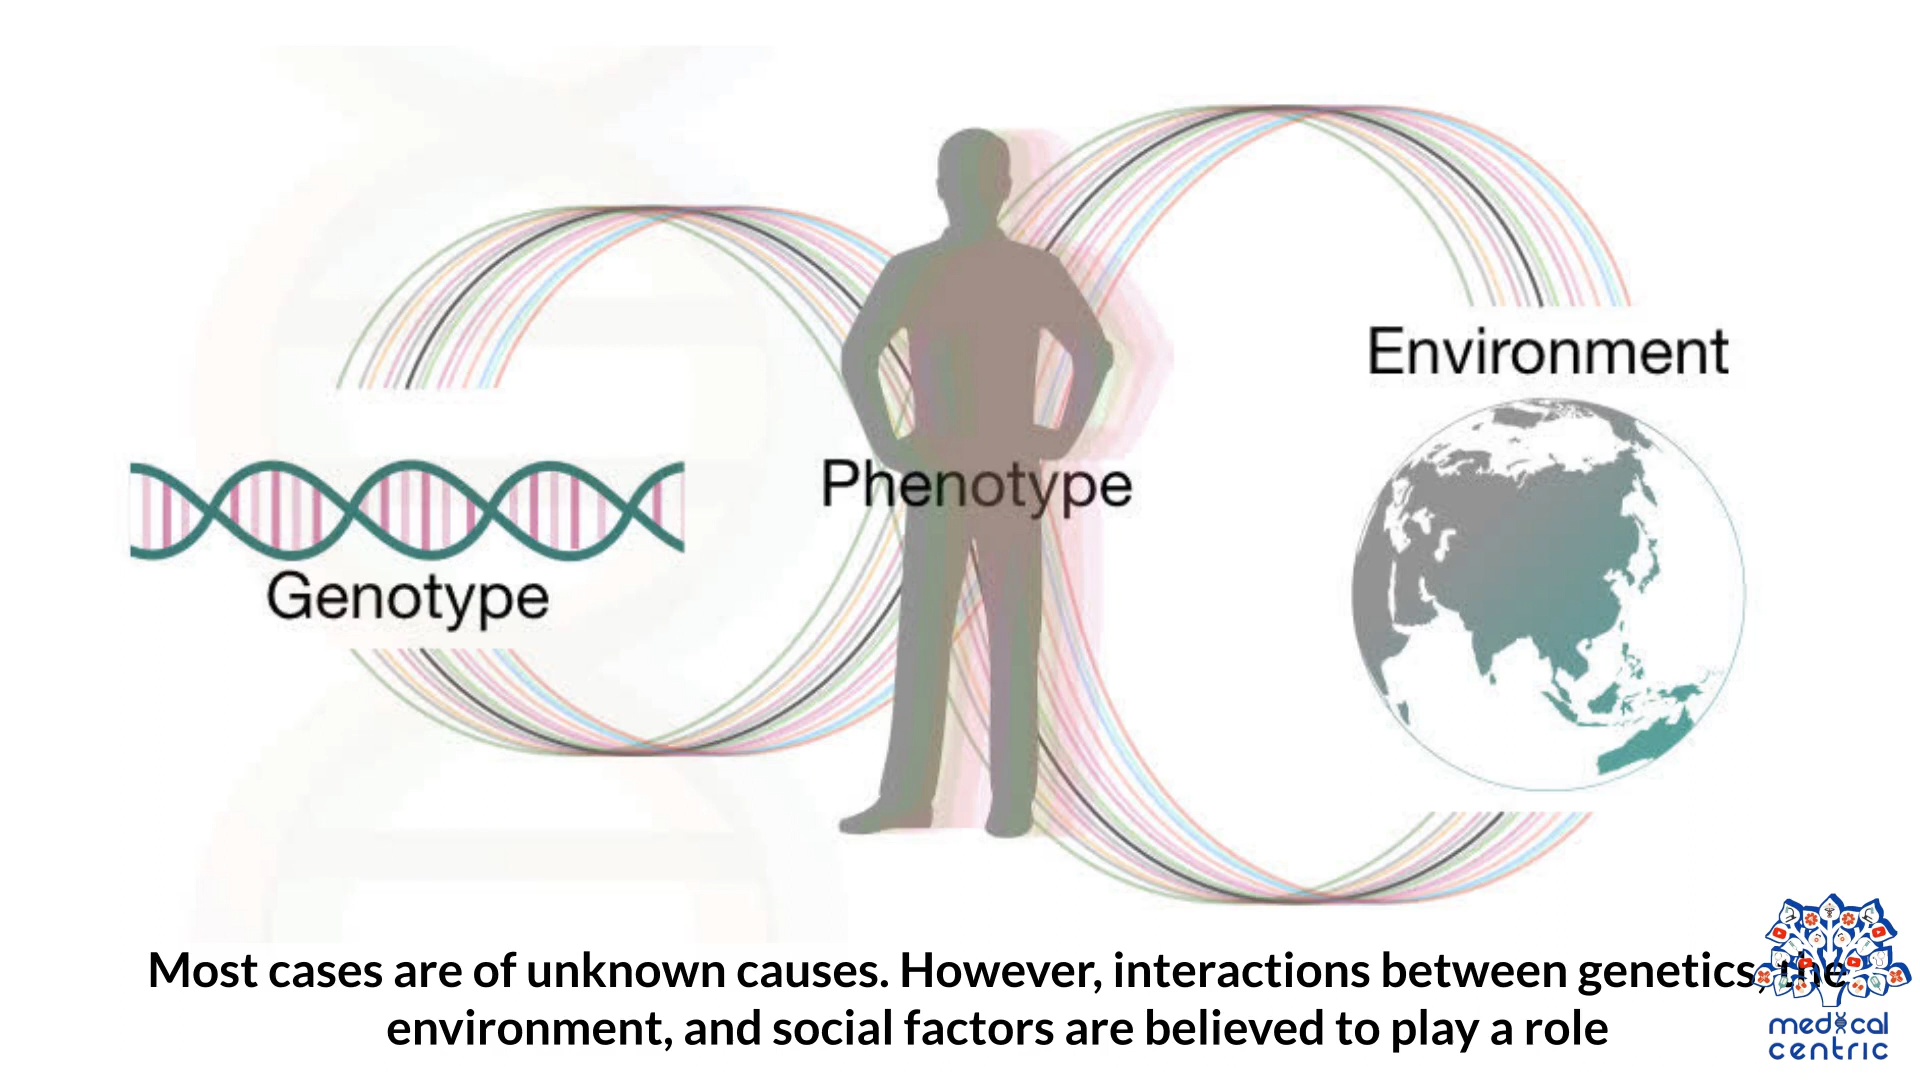 Environment
Phenotype
Genotype
Most cases are of unknown causes. However, interactions between genetics, the
environment, and social factors are believed to play a role
medical
centric